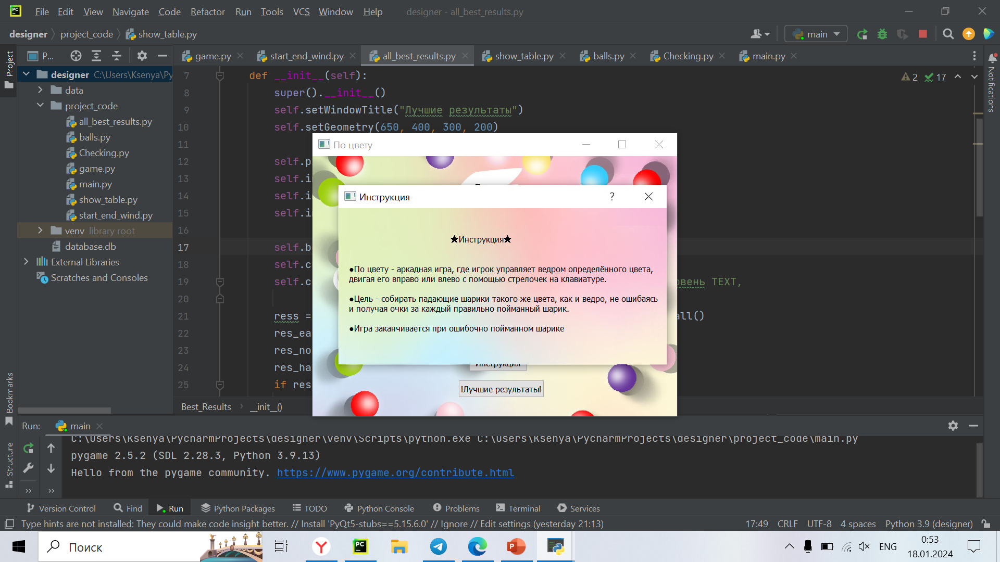 PC File Edit View Navigate Code Refactor Run Tools VCS Window Help designer - all_best_results.py
designer project_code show_table.py main
Project P... game.py start_end_wind.py all_best_results.py show_table.py balls.py Checking.py main.py
designer C:\Users\Ksenya\Py
data
project_code
all_best_results.py
balls.py
Checking.py
game.py
main.py
show_table.py
start_end_wind.py
venv library root
database.db
External Libraries
Scratches and Consoles
7 def __init__(self):
8 super().__init__()
9 self.setWindowTitle("Лучшие результаты")
10 self.setGeometry(650, 400, 300, 200)
11
12 self.p
13 self.i
14 self.i
15 self.i
16
17 self.b
18 self.c
19 self.c овень TEXT,
20
21 ress = all()
22 res_ea
23 res_no
24 res_ha
25 if res
2 17
Notifications
По цвету
Инструкция ?
★Инструкция★
●По цвету - аркадная игра, где игрок управляет ведром определённого цвета,
двигая его вправо или влево с помощью стрелочек на клавиатуре.
●Цель - собирать падающие шарики такого же цвета, как и ведро, не ошибаясь
и получая очки за каждый правильно пойманный шарик.
●Игра заканчивается при ошибочно пойманном шарике
Инструкция
!Лучшие результаты!
Best_Results __init__()
Bookmarks
Structure
Run: main
C:\Users\Ksenya\PycharmProjects\designer\venv\Scripts\python.exe C:\Users\Ksenya\PycharmProjects\designer\project_code\main.py
pygame 2.5.2 (SDL 2.28.3, Python 3.9.13)
Hello from the pygame community. https://www.pygame.org/contribute.html
Version Control Find Run Python Packages TODO Python Console Problems Terminal Services
Type hints are not installed: They could make code insight better. // Install 'PyQt5-stubs==5.15.6.0' // Ignore // Edit settings (yesterday 21:13) 17:49 CRLF UTF-8 4 spaces Python 3.9 (designer)
Поиск PC P ENG 0:53
18.01.2024